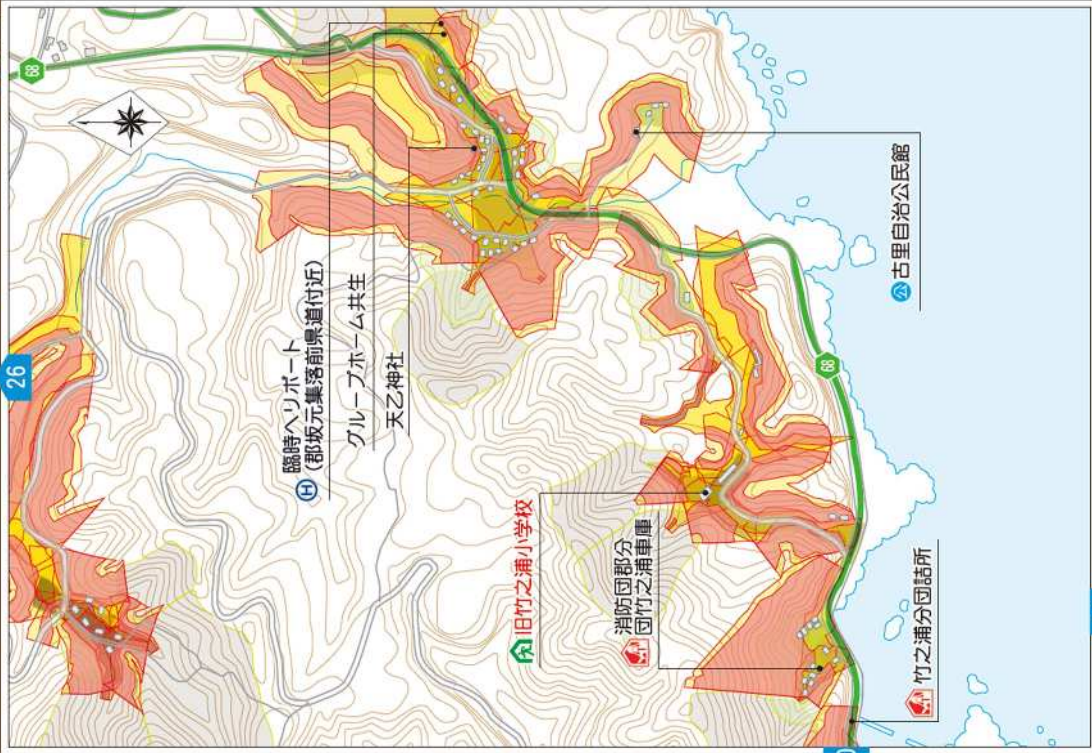 26
68
Ⓗ 臨時ヘリポート
(郡坂元集落前県道付近)
グループホーム共生
天乙神社
公 古里自治公民館
68
旧竹之浦小学校
消防団郡分
団竹之浦車庫
竹之浦分団詰所